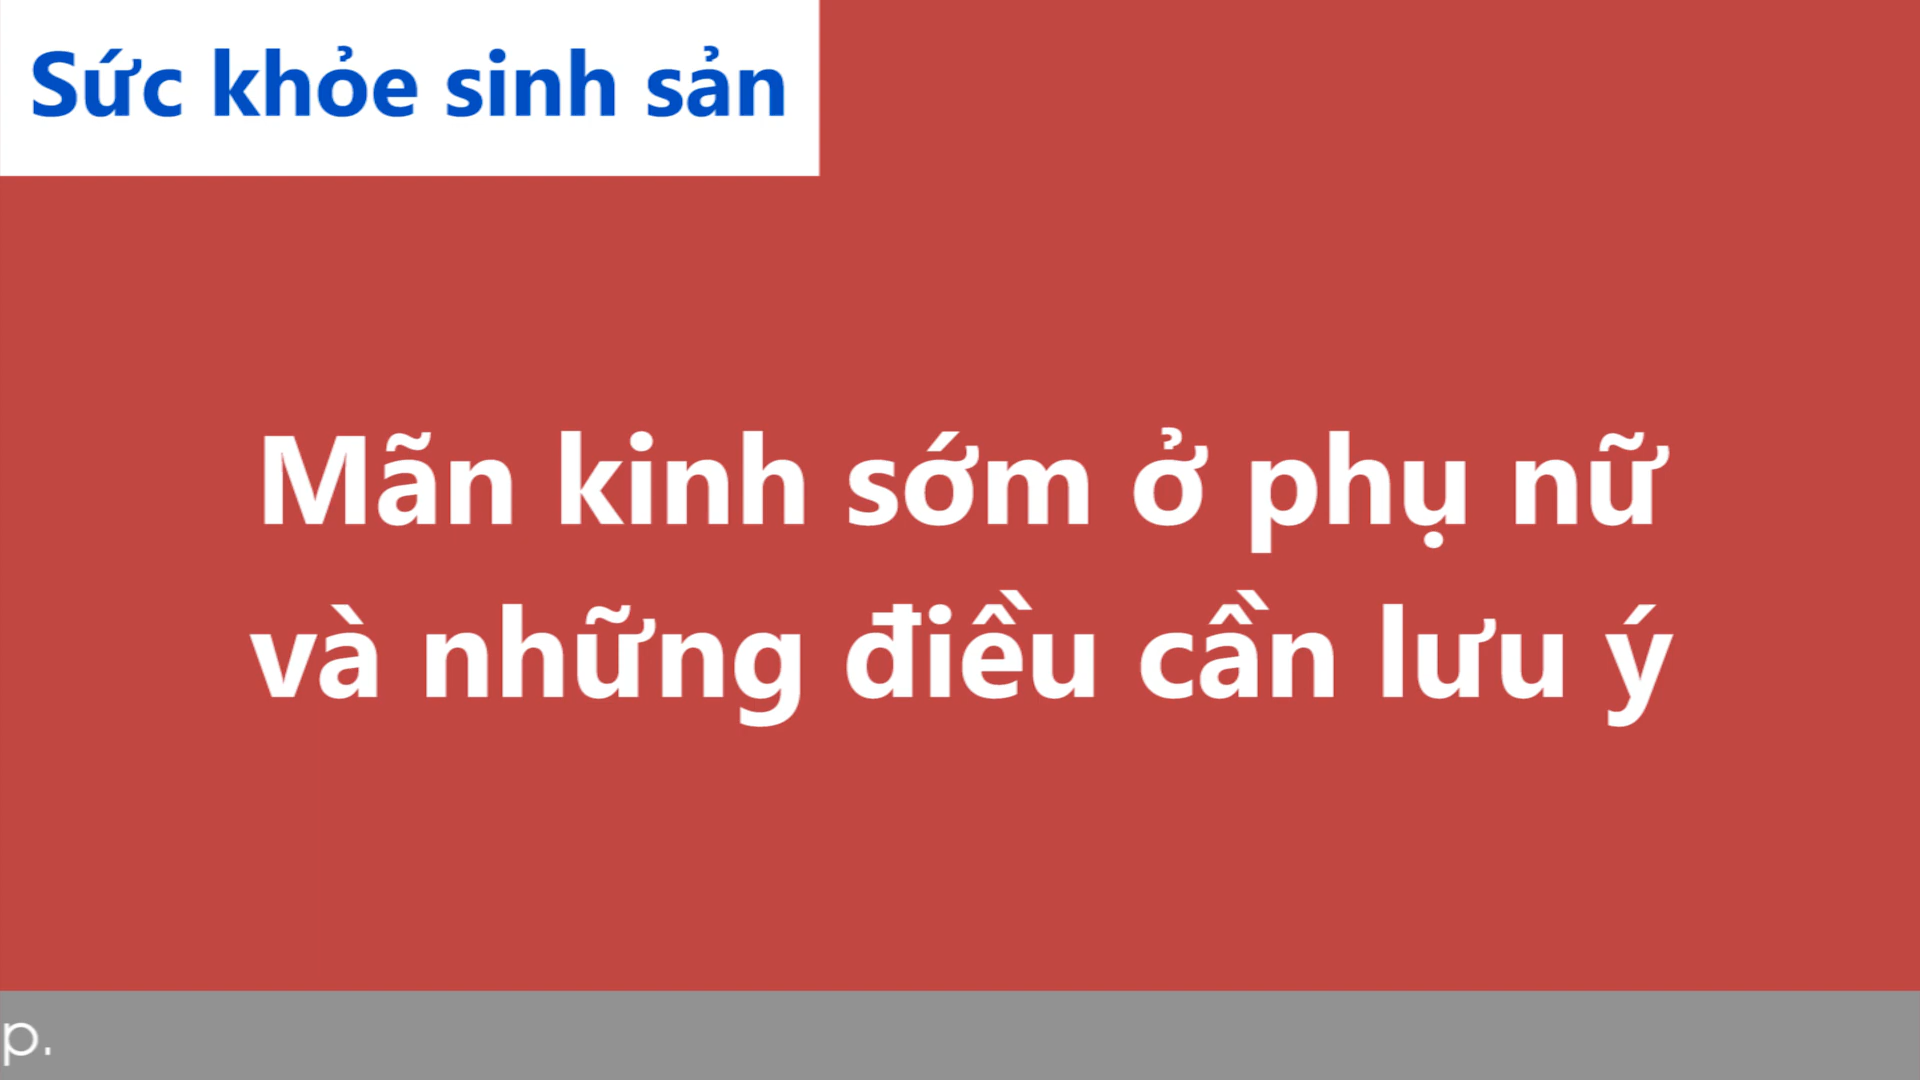 Sức khỏe sinh sản
Mãn kinh sớm ở phụ nữ
và những điều cần lưu ý
p.